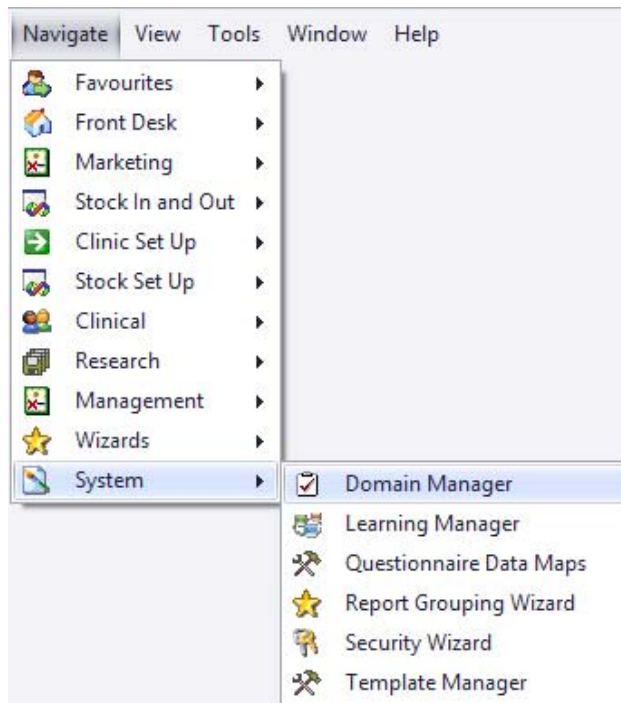 Navigate View Tools Window Help
Favourites
Front Desk
Marketing
Stock In and Out
Clinic Set Up
Stock Set Up
Clinical
Research
Management
Wizards
System
Domain Manager
Learning Manager
Questionnaire Data Maps
Report Grouping Wizard
Security Wizard
Template Manager